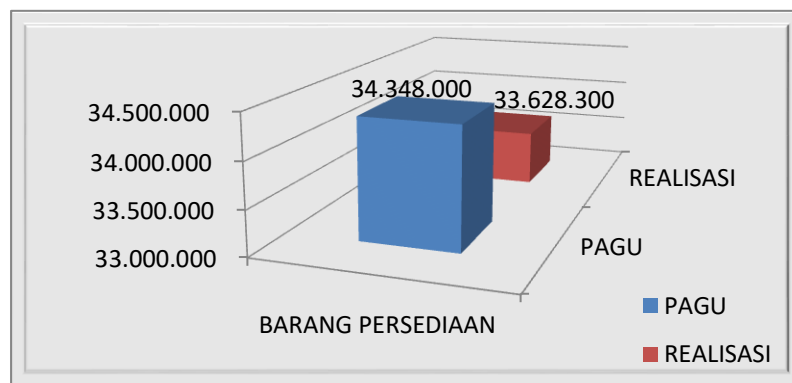 34.348.000
33.628.300
34.500.000
34.000.000
33.500.000
33.000.000
REALISASI
PAGU
BARANG PERSEDIAAN
PAGU
REALISASI